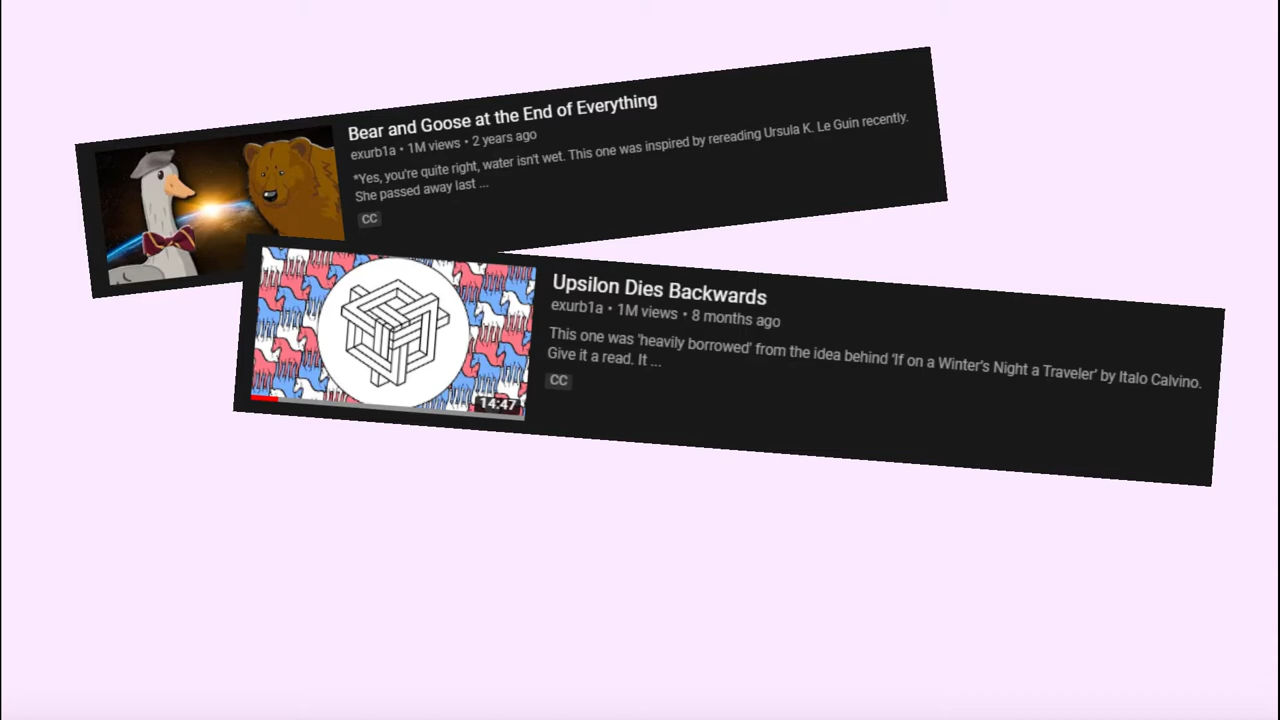 Bear and Goose at the End of Everything
exurb1a • 1M views • 2 years ago
*Yes, you're quite right, water isn't wet. This one was inspired by rereading Ursula K. Le Guin recently.
She passed away last ...
CC
Upsilon Dies Backwards
exurb1a • 1M views • 8 months ago
This one was 'heavily borrowed' from the idea behind 'If on a Winter's Night a Traveler' by Italo Calvino.
Give it a read. It ...
CC
14:47